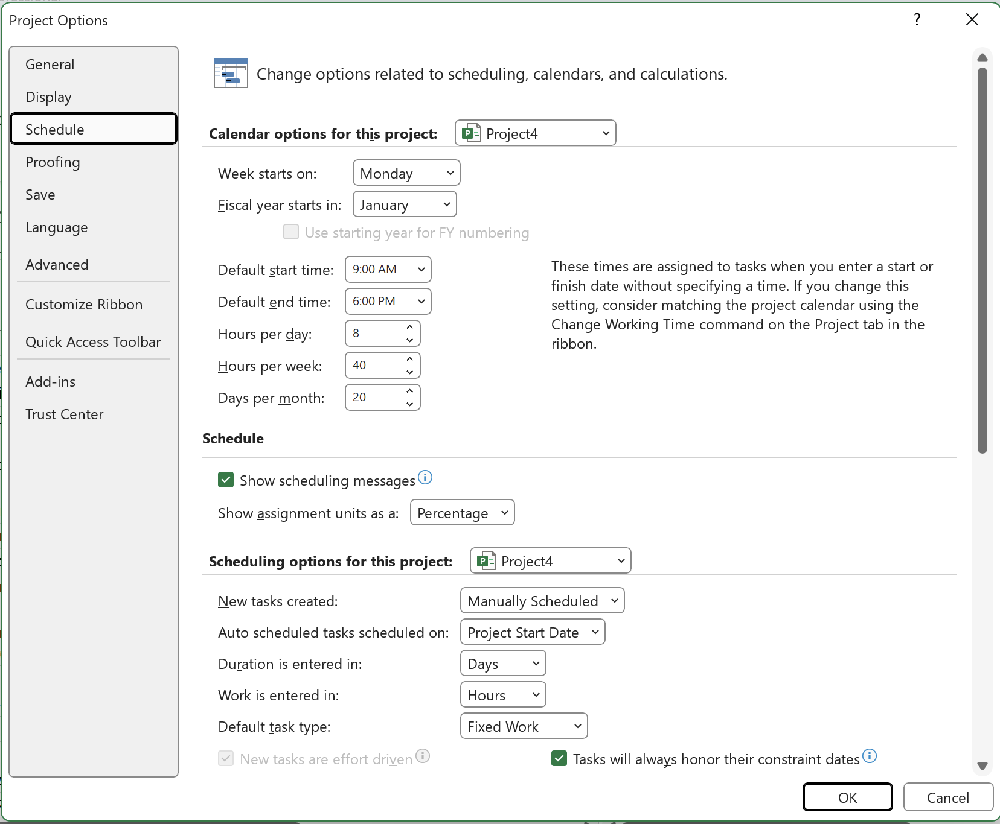 Project Options
?
General
Display
Schedule
Proofing
Save
Language
Advanced
Customize Ribbon
Quick Access Toolbar
Add-ins
Trust Center
Change options related to scheduling, calendars, and calculations.
Calendar options for this project: Project4
Week starts on: Monday
Fiscal year starts in: January
Use starting year for FY numbering
Default start time: 9:00 AM
Default end time: 6:00 PM
Hours per day: 8
Hours per week: 40
Days per month: 20
These times are assigned to tasks when you enter a start or
finish date without specifying a time. If you change this
setting, consider matching the project calendar using the
Change Working Time command on the Project tab in the
ribbon.
Schedule
Show scheduling messages
Show assignment units as a: Percentage
Scheduling options for this project: Project4
New tasks created: Manually Scheduled
Auto scheduled tasks scheduled on: Project Start Date
Duration is entered in: Days
Work is entered in: Hours
Default task type: Fixed Work
New tasks are effort driven
Tasks will always honor their constraint dates
OK
Cancel